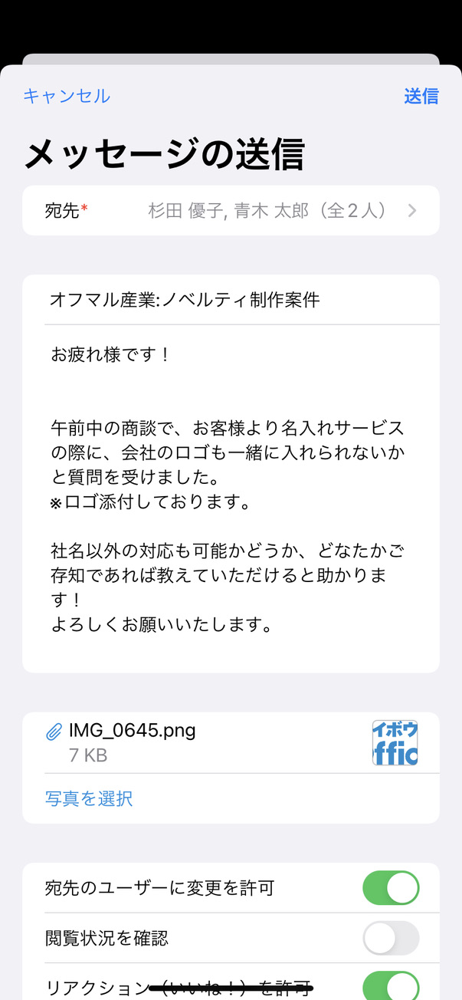 キャンセル 送信
メッセージの送信
宛先* 杉田 優子, 青木 太郎（全2人）
オフマル産業:ノベルティ制作案件
お疲れ様です！
午前中の商談で、お客様より名入れサービス
の際に、会社のロゴも一緒に入れられないか
と質問を受けました。
※ロゴ添付しております。
社名以外の対応も可能かどうか、どなたかご
存知であれば教えていただけると助かりま
す！
よろしくお願いいたします。
IMG_0645.png
7 KB
イボウ
ffic
写真を選択
宛先のユーザーに変更を許可
閲覧状況を確認
リアクション（いいね！）を許可